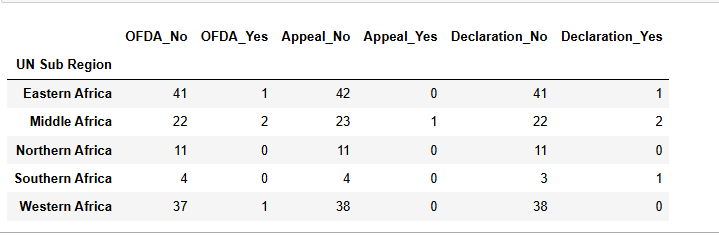 OFDA_No OFDA_Yes Appeal_No Appeal_Yes Declaration_No Declaration_Yes
UN Sub Region
Eastern Africa 41 1 42 0 41 1
Middle Africa 22 2 23 1 22 2
Northern Africa 11 0 11 0 11 0
Southern Africa 4 0 4 0 3 1
Western Africa 37 1 38 0 38 0